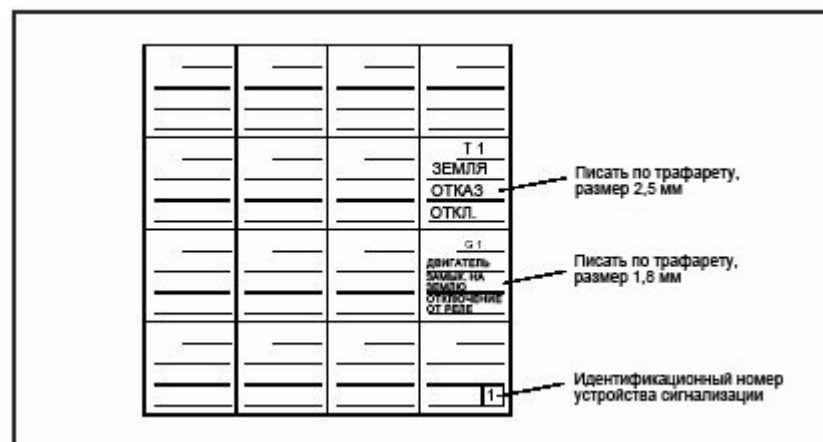 T 1
ЗЕМЛЯ
ОТКАЗ
ОТКЛ.
Писать по трафарету,
размер 2,5 мм
G 1
ДВИГАТЕЛЬ
ЗАМЫК. НА
ЗЕМЛЮ
ОТКЛЮЧЕНИЕ
ОТ РЕЛЕ
Писать по трафарету,
размер 1,8 мм
1
Идентификационный номер
устройства сигнализации